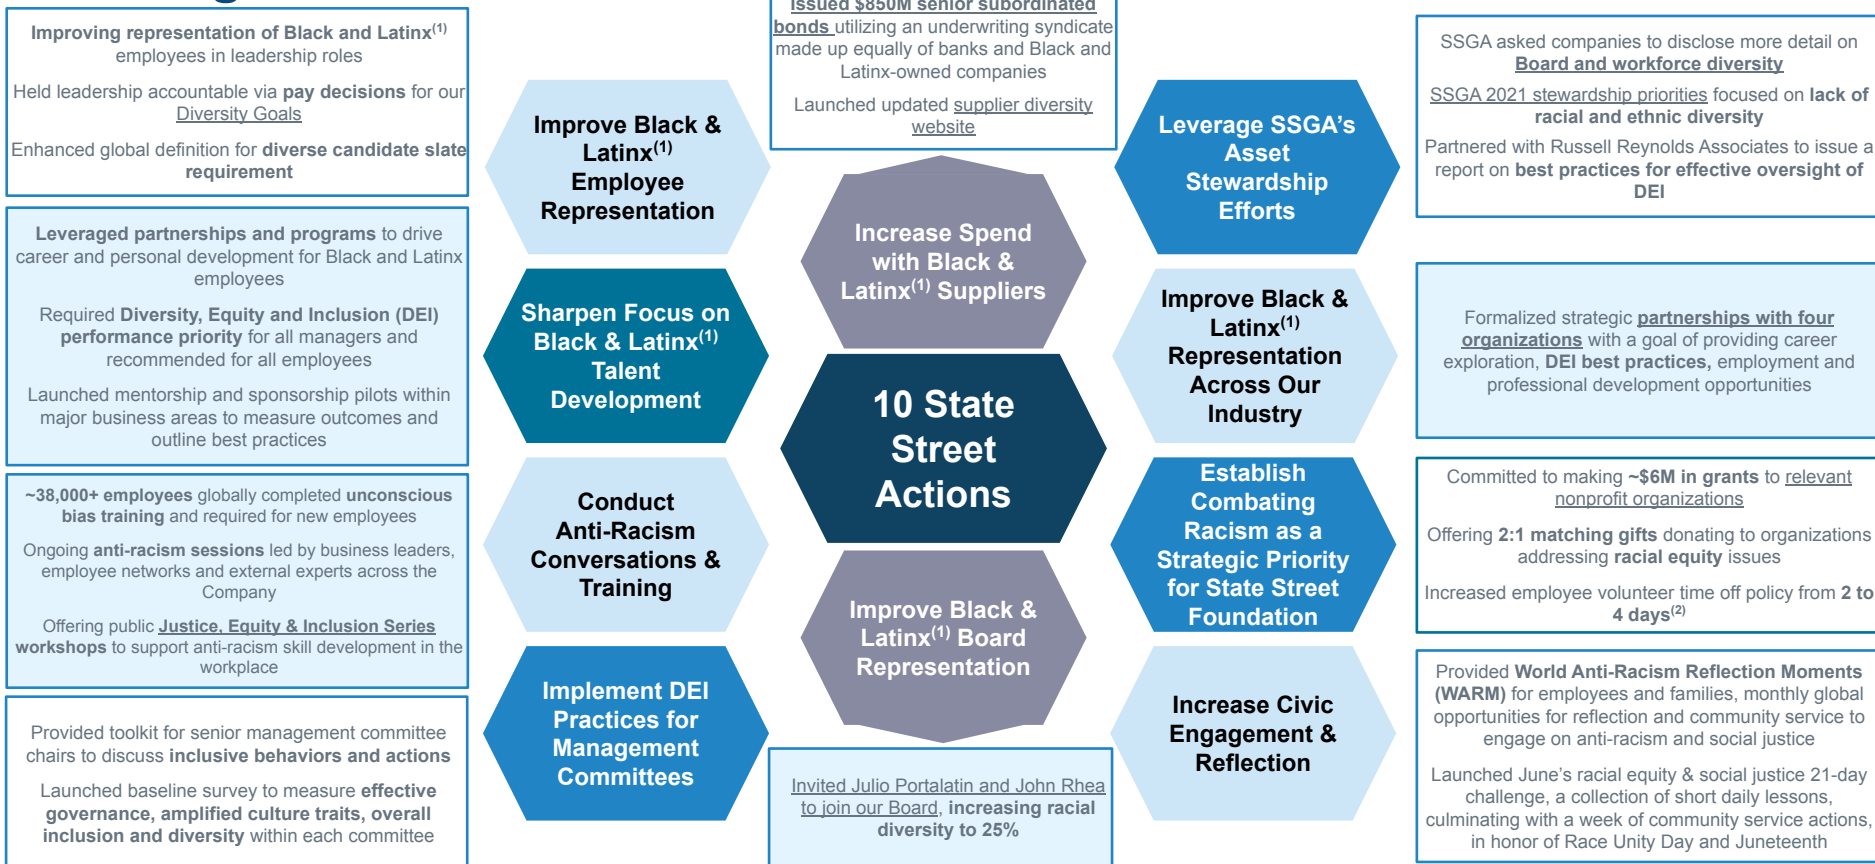 Improving representation of Black and Latinx(1)
employees in leadership roles
Held leadership accountable via pay decisions for our
Diversity Goals
Enhanced global definition for diverse candidate slate
requirement
Leveraged partnerships and programs to drive
career and personal development for Black and Latinx
employees
Required Diversity, Equity and Inclusion (DEI)
performance priority for all managers and
recommended for all employees
Launched mentorship and sponsorship pilots within
major business areas to measure outcomes and
outline best practices
~38,000+ employees globally completed unconscious
bias training and required for new employees
Ongoing anti-racism sessions led by business leaders,
employee networks and external experts across the
Company
Offering public Justice, Equity & Inclusion Series
workshops to support anti-racism skill development in the
workplace
Provided toolkit for senior management committee
chairs to discuss inclusive behaviors and actions
Launched baseline survey to measure effective
governance, amplified culture traits, overall
inclusion and diversity within each committee
Improve Black &
Latinx(1)
Employee
Representation
Sharpen Focus on
Black & Latinx(1)
Talent
Development
Conduct
Anti-Racism
Conversations &
Training
Implement DEI
Practices for
Management
Committees
Issued $850M senior subordinated
bonds utilizing an underwriting syndicate
made up equally of banks and Black and
Latinx-owned companies
Launched updated supplier diversity
website
Increase Spend
with Black &
Latinx(1) Suppliers
10 State
Street
Actions
Improve Black &
Latinx(1) Board
Representation
Invited Julio Portalatin and John Rhea
to join our Board, increasing racial
diversity to 25%
Leverage SSGA's
Asset
Stewardship
Efforts
Improve Black &
Latinx(1)
Representation
Across Our
Industry
Establish
Combating
Racism as a
Strategic Priority
for State Street
Foundation
Increase Civic
Engagement &
Reflection
SSGA asked companies to disclose more detail on
Board and workforce diversity
SSGA 2021 stewardship priorities focused on lack of
racial and ethnic diversity
Partnered with Russell Reynolds Associates to issue a
report on best practices for effective oversight of
DEI
Formalized strategic partnerships with four
organizations with a goal of providing career
exploration, DEI best practices, employment and
professional development opportunities
Committed to making ~$6M in grants to relevant
nonprofit organizations
Offering 2:1 matching gifts donating to organizations
addressing racial equity issues
Increased employee volunteer time off policy from 2 to
4 days(2)
Provided World Anti-Racism Reflection Moments
(WARM) for employees and families, monthly global
opportunities for reflection and community service to
engage on anti-racism and social justice
Launched June's racial equity & social justice 21-day
challenge, a collection of short daily lessons,
culminating with a week of community service actions,
in honor of Race Unity Day and Juneteenth